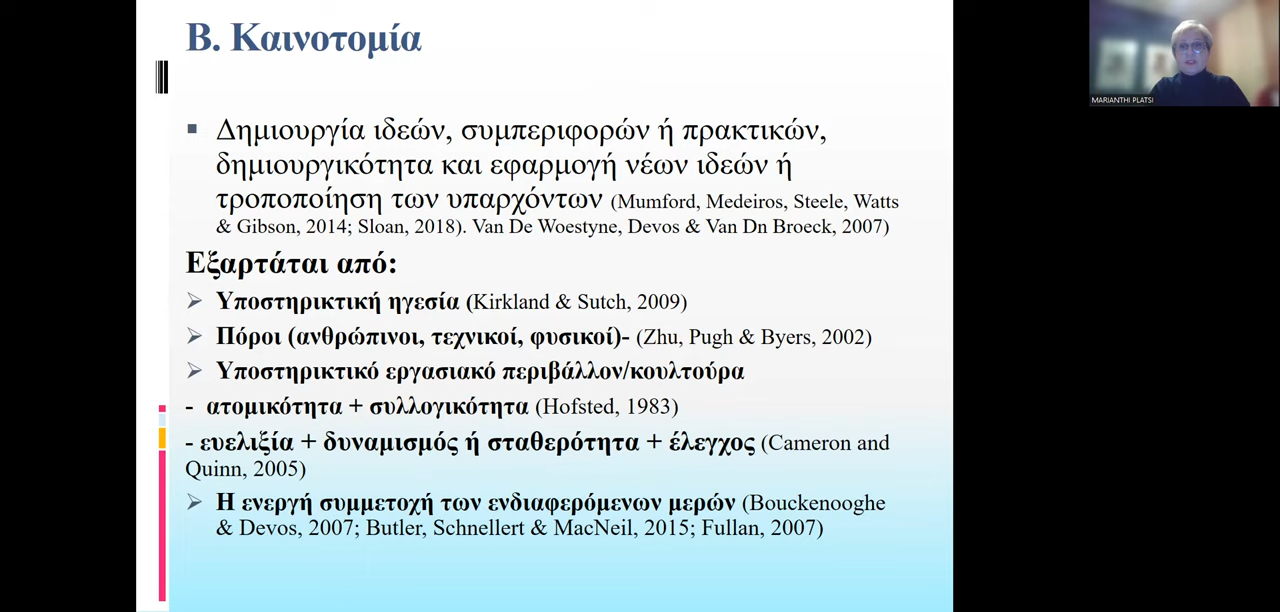 Β. Καινοτομία
MARIANTHI PLATSI
▪ Δημιουργία ιδεών, συμπεριφορών ή πρακτικών,
δημιουργικότητα και εφαρμογή νέων ιδεών ή
τροποποίηση των υπαρχόντων (Mumford, Medeiros, Steele, Watts
& Gibson, 2014; Sloan, 2018). Van De Woestyne, Devos & Van Dn Broeck, 2007)
Εξαρτάται από:
➢ Υποστηρικτική ηγεσία (Kirkland & Sutch, 2009)
➢ Πόροι (ανθρώπινοι, τεχνικοί, φυσικοί)- (Zhu, Pugh & Byers, 2002)
➢ Υποστηρικτικό εργασιακό περιβάλλον/κουλτούρα
- ατομικότητα + συλλογικότητα (Hofsted, 1983)
- ευελιξία + δυναμισμός ή σταθερότητα + έλεγχος (Cameron and
Quinn, 2005)
➢ Η ενεργή συμμετοχή των ενδιαφερόμενων μερών (Bouckenooghe
& Devos, 2007; Butler, Schnellert & MacNeil, 2015; Fullan, 2007)